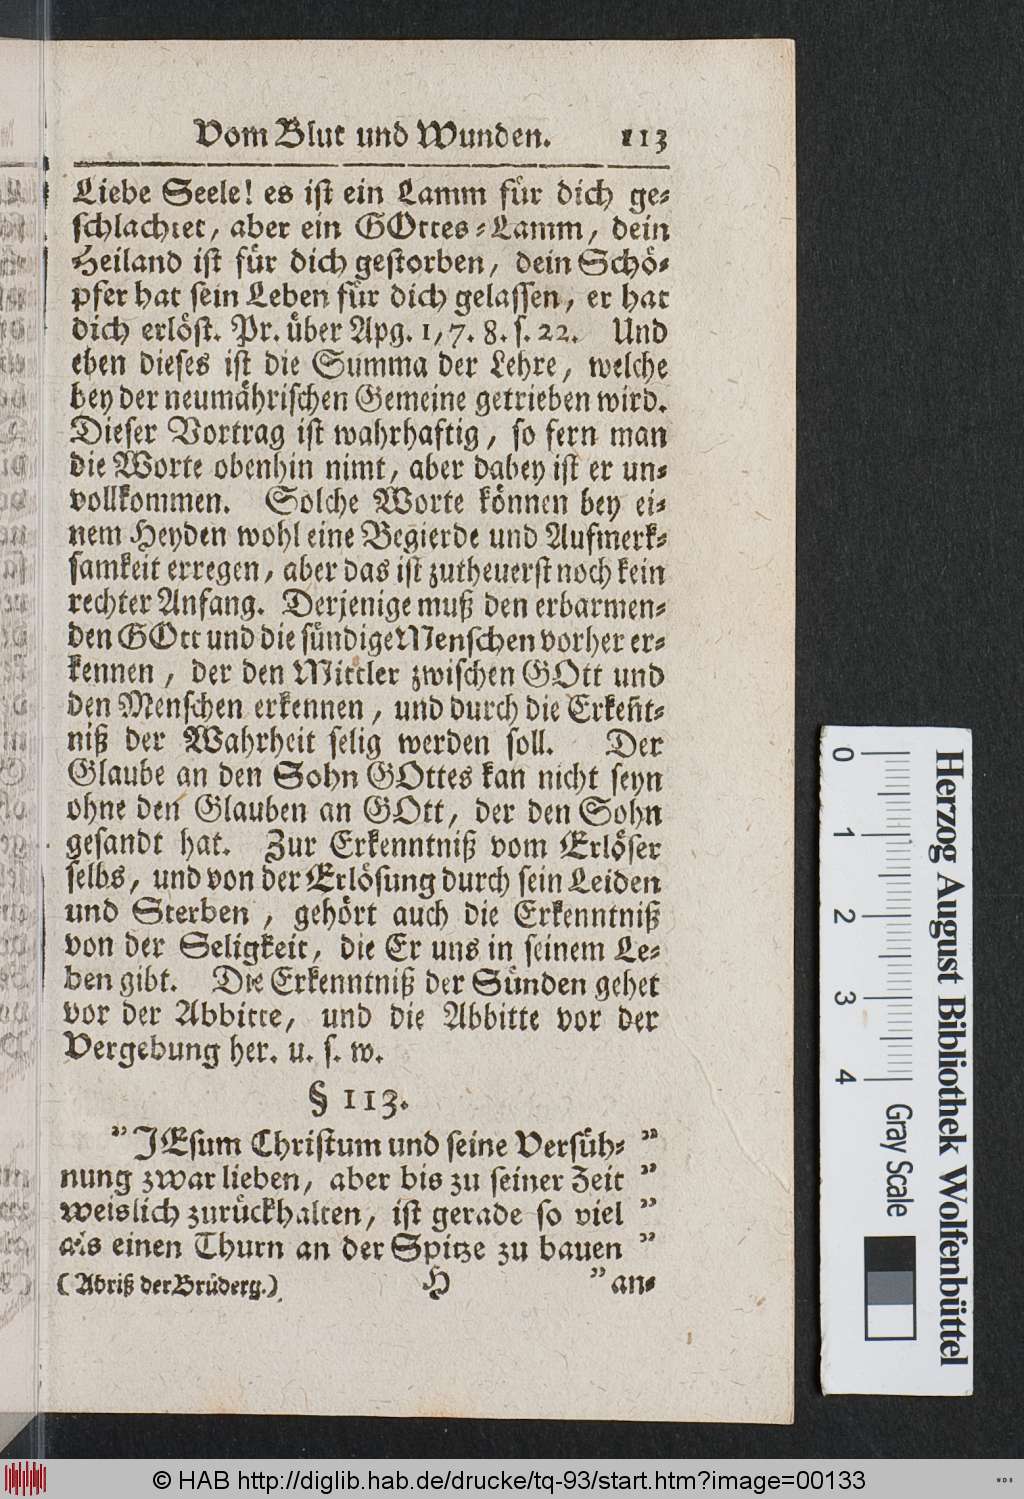 Vom Blut und Wunden. 113
Liebe Seele! es ist ein Lamm für dich ge-
schlachtet, aber ein GOttes-Lamm, dein
Heiland ist für dich gestorben, dein Schö-
pfer hat sein Leben für dich gelassen, er hat
dich erlöst. Pr. über Apg. 1, 7. 8. s. 22. Und
eben dieses ist die Summa der Lehre, welche
bey der neumährischen Gemeine getrieben wird.
Dieser Vortrag ist wahrhaftig, so fern man
die Worte obenhin nimt, aber dabey ist er un-
vollkommen. Solche Worte können bey ei-
nem Heyden wohl eine Begierde und Aufmerk-
samkeit erregen, aber das ist zutheuerst noch kein
rechter Anfang. Derjenige muß den erbarmen-
den GOtt und die sündige Menschen vorher er-
kennen, der den Mittler zwischen GOtt und
den Menschen erkennen, und durch die Erkeñt-
niß der Wahrheit selig werden soll. Der
Glaube an den Sohn GOttes kan nicht seyn
ohne den Glauben an GOtt, der den Sohn
gesandt hat. Zur Erkenntniß vom Erlöser
selbs, und von der Erlösung durch sein Leiden
und Sterben, gehört auch die Erkenntniß
von der Seligkeit, die Er uns in seinem Le-
ben gibt. Die Erkenntniß der Sünden gehet
vor der Abbitte, und die Abbitte vor der
Vergebung her. u. s. w.
§ 113.
"JEsum Christum und seine Versüh- "
nung zwar lieben, aber bis zu seiner Zeit "
weislich zurückhalten, ist gerade so viel "
als einen Thurn an der Spitze zu bauen "
(Abriß der Brüderg.) H "an-
Herzog August Bibliothek Wolfenbüttel
0 1 2 3 4 Gray Scale
© HAB http://diglib.hab.de/drucke/tq-93/start.htm?image=00133